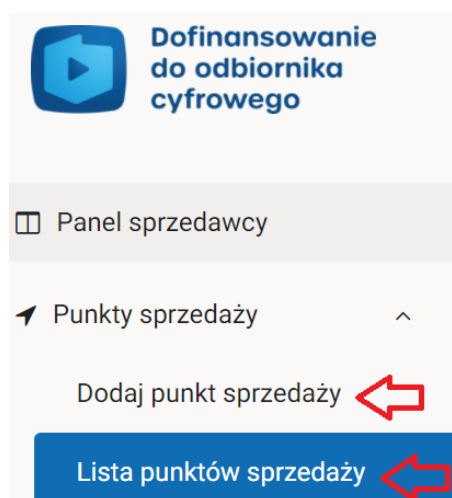 Dofinansowanie
do odbiornika
cyfrowego
Panel sprzedawcy
Punkty sprzedaży
Dodaj punkt sprzedaży
Lista punktów sprzedaży